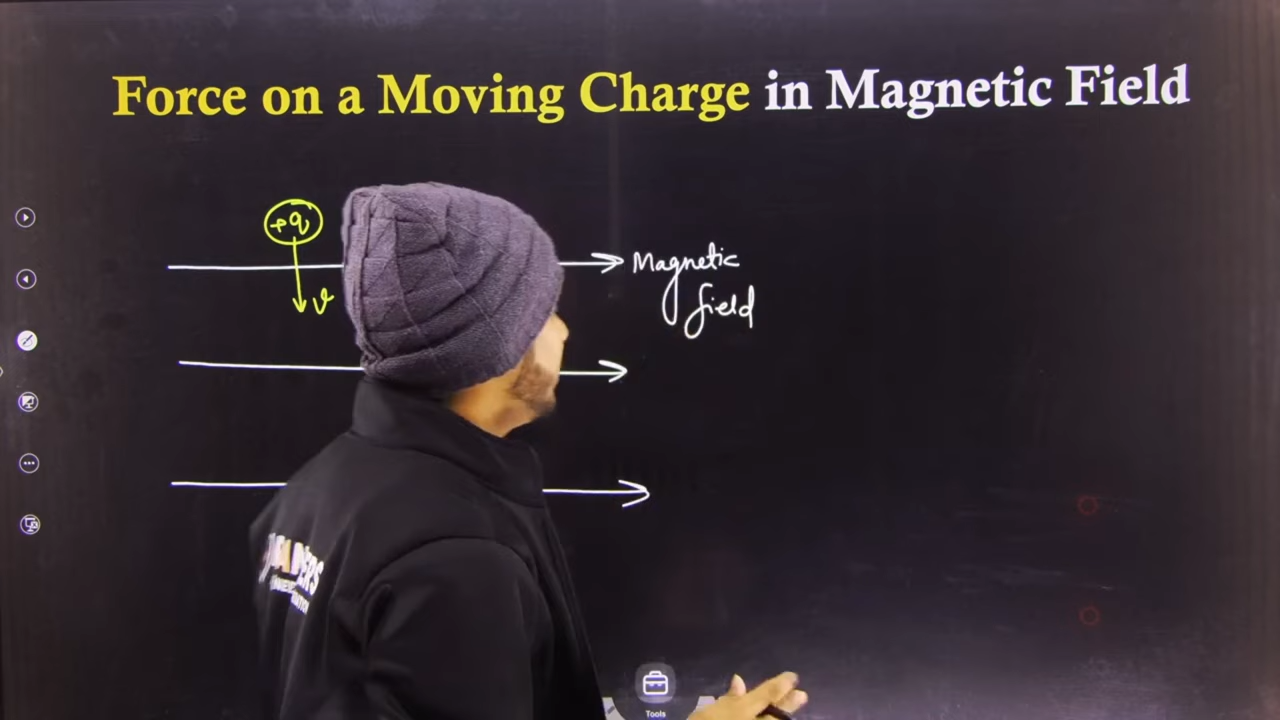 Force on a Moving Charge in Magnetic Field
+q
v
Magnetic
field
Tools